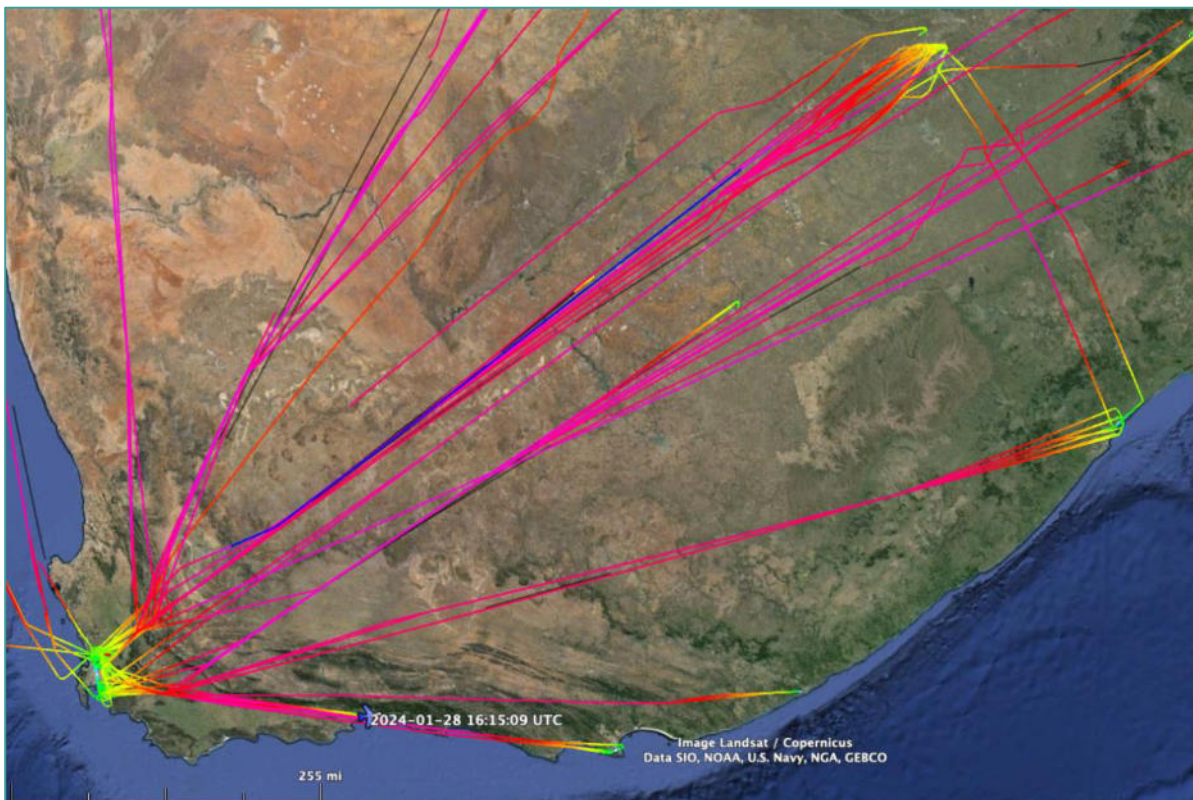 2024-01-28 16:15:09 UTC
Image Landsat / Copernicus
Data SIO, NOAA, U.S. Navy, NGA, GEBCO
255 mi